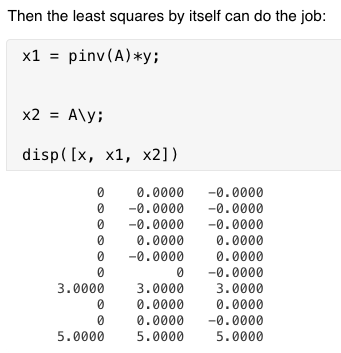 Then the least squares by itself can do the job:
x1 = pinv(A)*y;
x2 = A\y;
disp([x, x1, x2])
0 0.0000 -0.0000
0 -0.0000 -0.0000
0 -0.0000 -0.0000
0 0.0000 0.0000
0 -0.0000 0.0000
0 0 -0.0000
3.0000 3.0000 3.0000
0 0.0000 0.0000
0 0.0000 -0.0000
5.0000 5.0000 5.0000